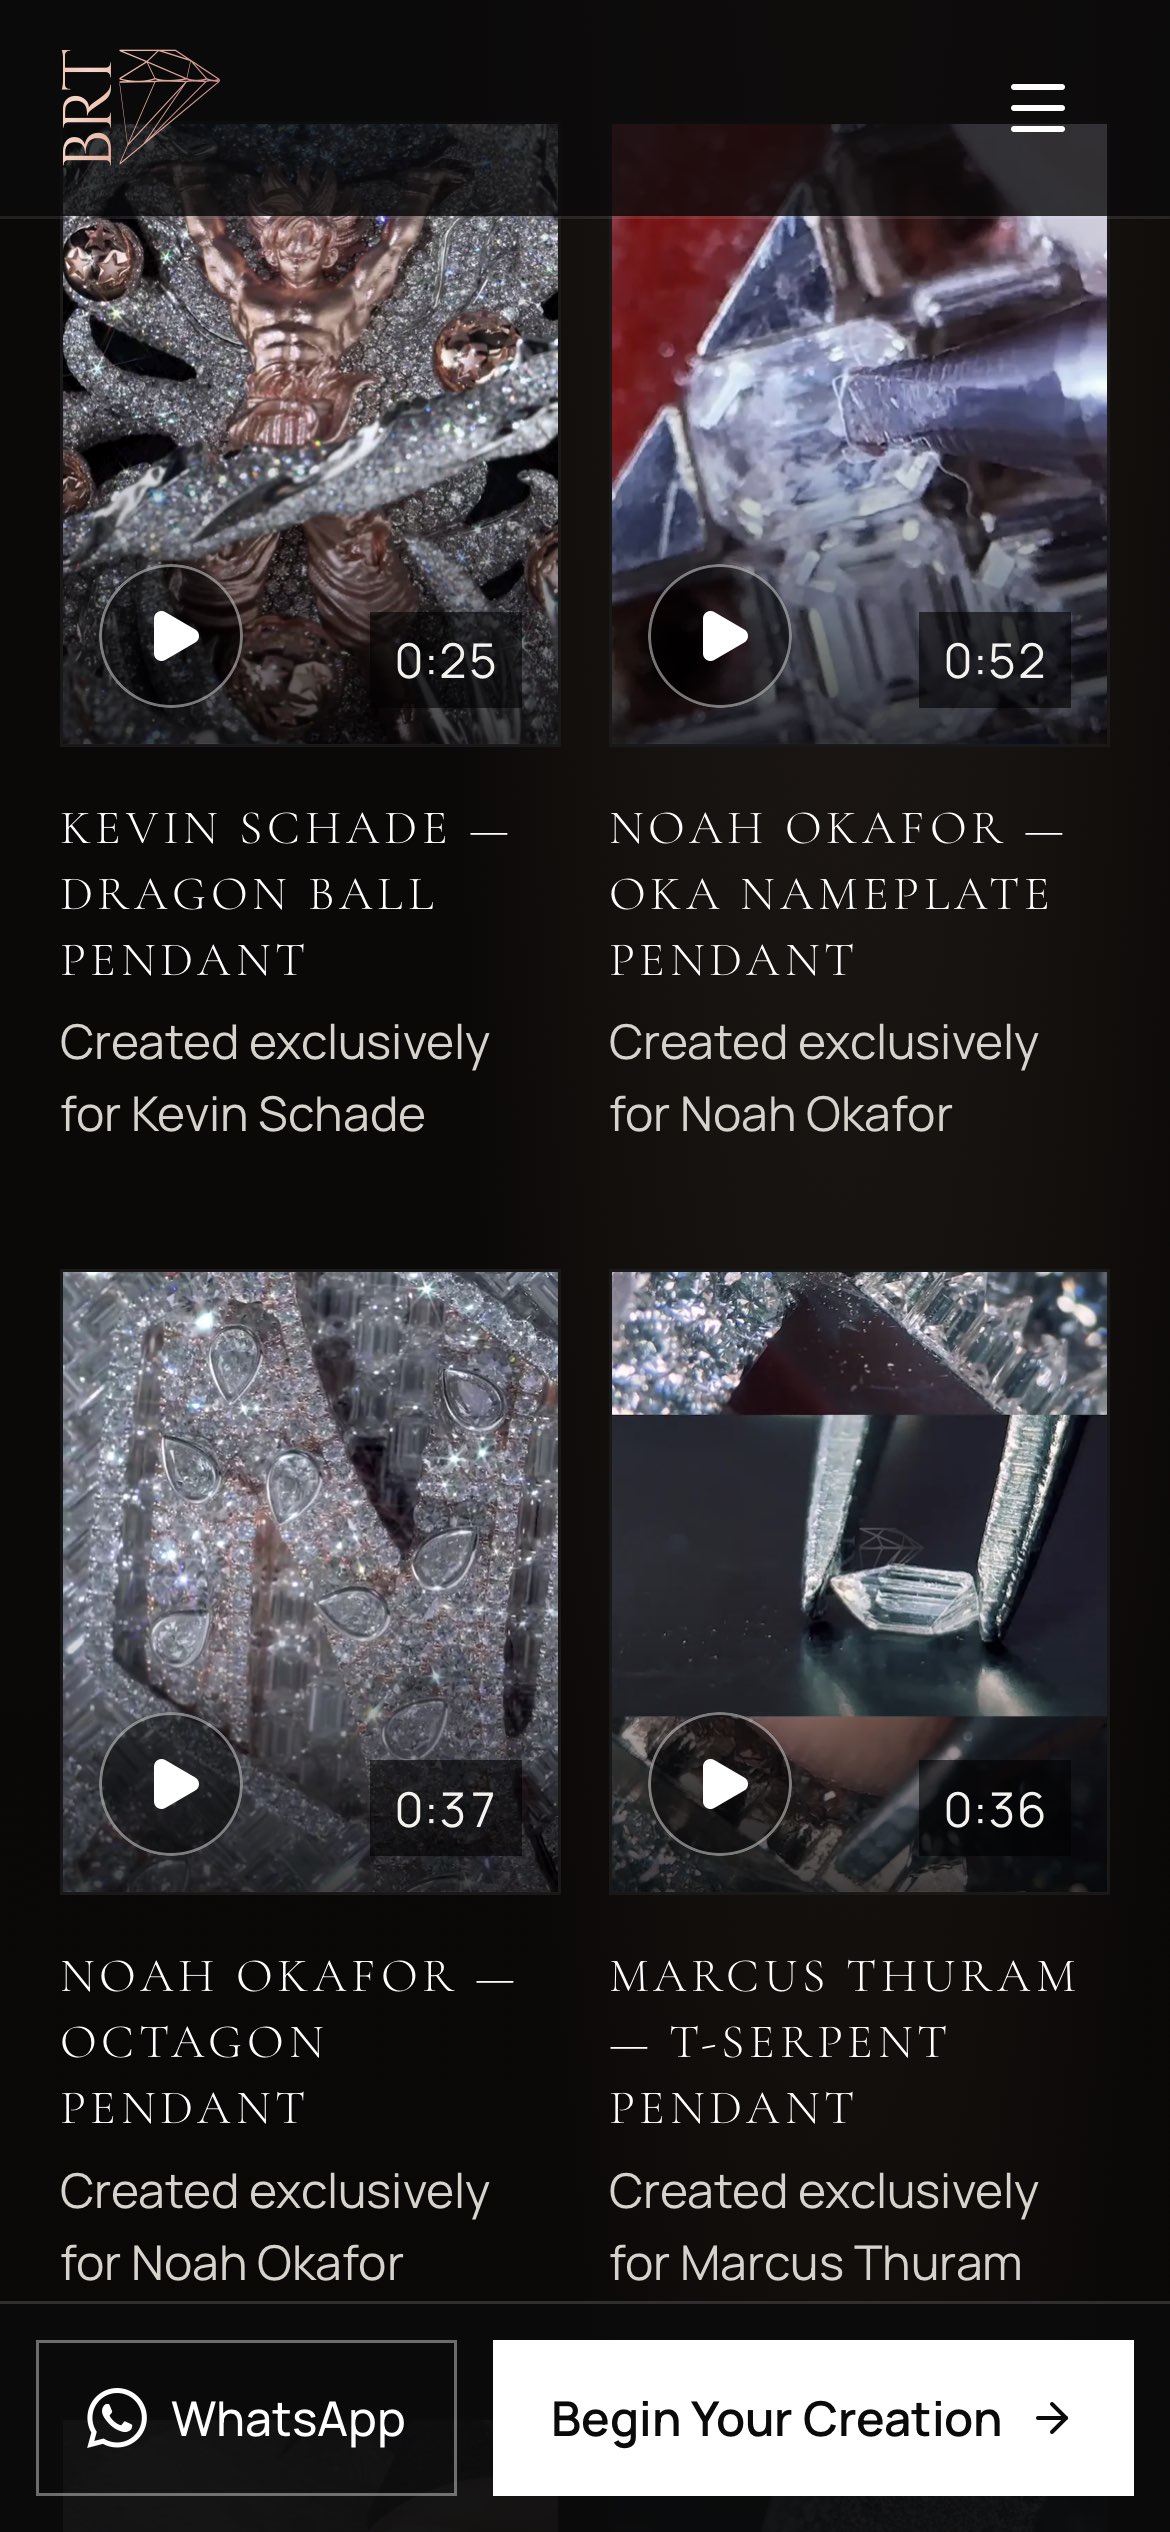 BRT
0:25
0:52
KEVIN SCHADE —
DRAGON BALL
PENDANT
Created exclusively
for Kevin Schade
NOAH OKAFOR —
OKA NAMEPLATE
PENDANT
Created exclusively
for Noah Okafor
0:37
0:36
NOAH OKAFOR —
OCTAGON
PENDANT
Created exclusively
for Noah Okafor
MARCUS THURAM
— T-SERPENT
PENDANT
Created exclusively
for Marcus Thuram
WhatsApp
Begin Your Creation →